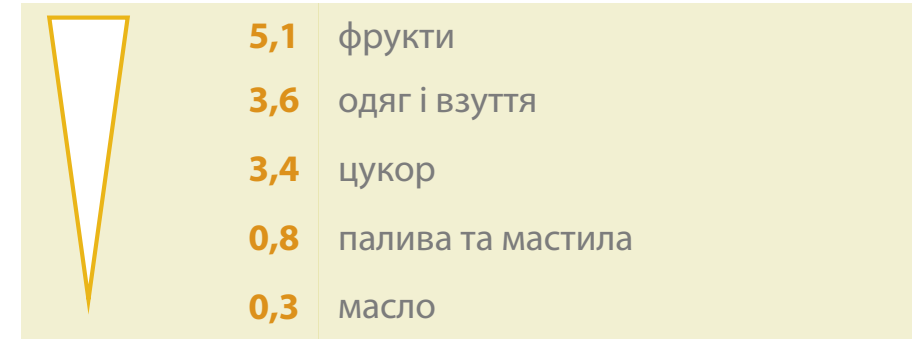 5,1 фрукти
3,6 одяг і взуття
3,4 цукор
0,8 палива та мастила
0,3 масло